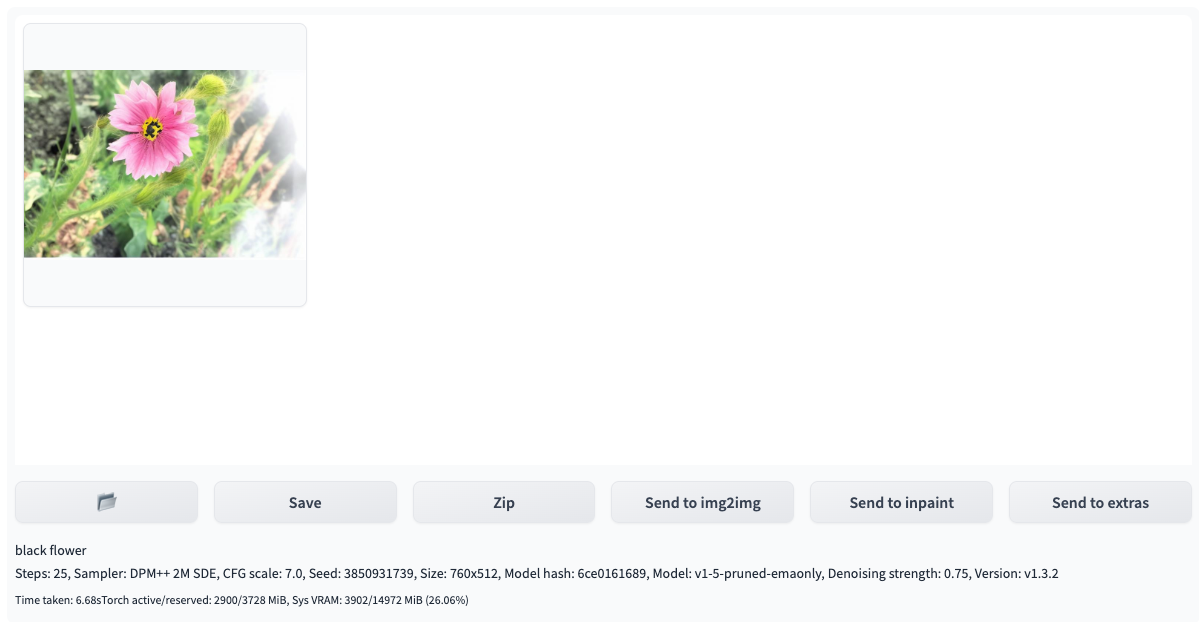 Save
Zip
Send to img2img
Send to inpaint
Send to extras
black flower
Steps: 25, Sampler: DPM++ 2M SDE, CFG scale: 7.0, Seed: 3850931739, Size: 760x512, Model hash: 6ce0161689, Model: v1-5-pruned-emaonly, Denoising strength: 0.75, Version: v1.3.2
Time taken: 6.68sTorch active/reserved: 2900/3728 MiB, Sys VRAM: 3902/14972 MiB (26.06%)